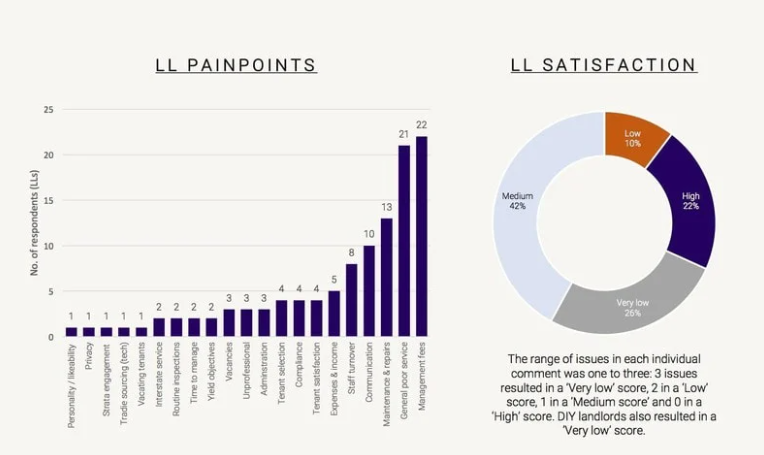 LL PAINPOINTS
No. of respondents (LLs)
25
20
15
10
5
0
1
1
1
1
1
2
2
2
2
3
3
3
4
4
4
5
8
10
13
21
22
Personality / likeability
Privacy
Strata engagement
Tradie sourcing (tech)
Vacating tenants
Interstate service
Routine inspections
Time to manage
Yield objectives
Vacancies
Unprofessional
Adminstration
Tenant selection
Compliance
Tenant satisfaction
Expenses & income
Staff turnover
Communication
Maintenance & repairs
General poor service
Management fees
LL SATISFACTION
Low
10%
High
22%
Very low
26%
Medium
42%
The range of issues in each individual
comment was one to three: 3 issues
resulted in a 'Very low' score, 2 in a 'Low'
score, 1 in a 'Medium score' and 0 in a
'High' score. DIY landlords also resulted in a
'Very low' score.